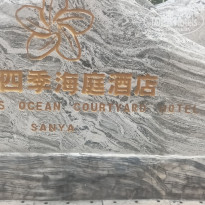 四季海庭酒店
S OCEAN COURTYARD HOTEL
SANYA